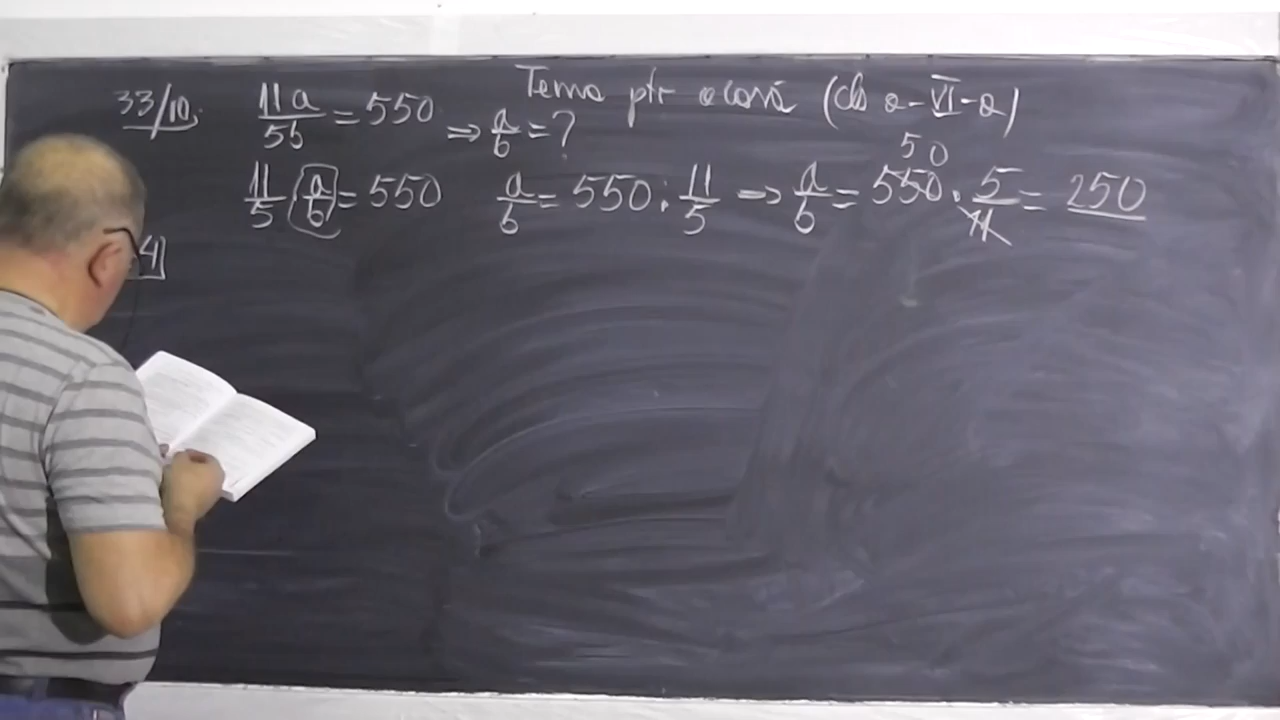 Tema ptr acasă (cls a-VI-a)
33/10. 11a/5b = 550 => a/b = ?
11/5 · a/b = 550 a/b = 550 : 11/5 => a/b = 550 · 5/11 = 250
50
4